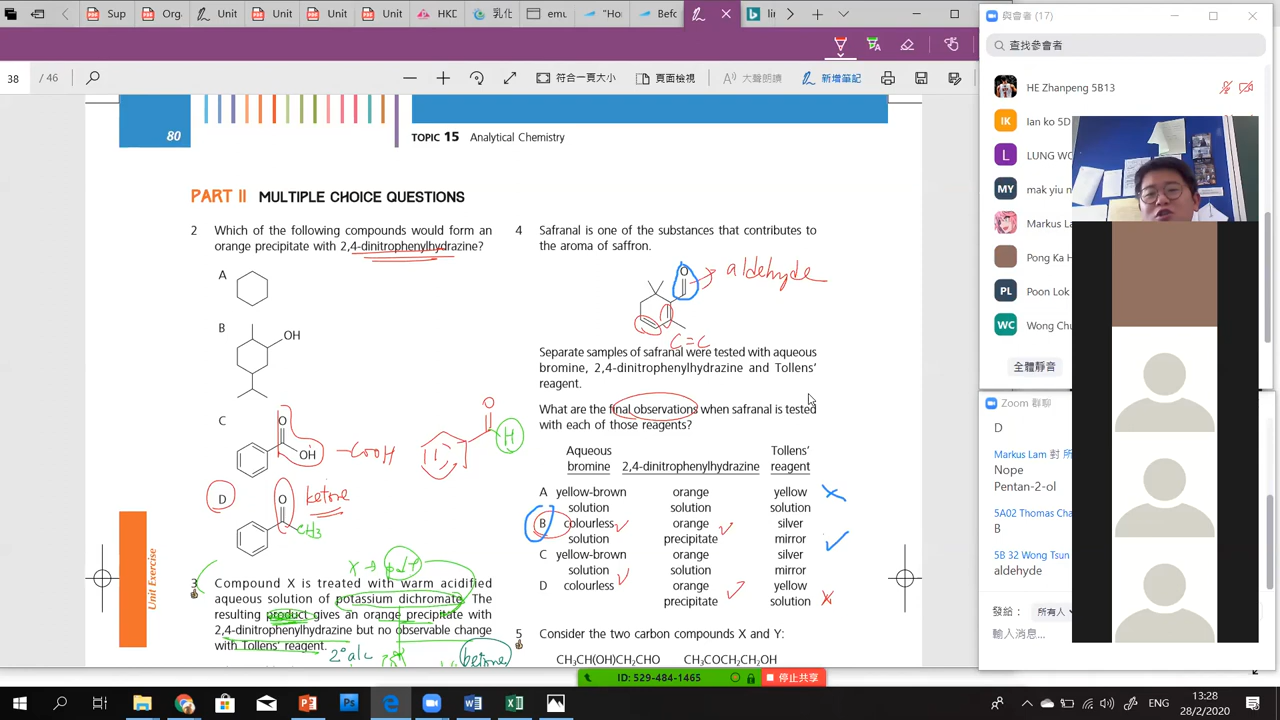 HKE
"Hor
Befc
lin
與會者 (17)
查找參會者
38 / 46
符合一頁大小
頁面檢視
大聲朗讀
新增筆記
HE Zhanpeng 5B13
Ian ko 5D
LUNG WO
mak yiu n
Markus Lam
Pong Ka H
Poon Lok
Wong Chu
全體靜音
80
TOPIC 15 Analytical Chemistry
PART II MULTIPLE CHOICE QUESTIONS
2 Which of the following compounds would form an
orange precipitate with 2,4-dinitrophenylhydrazine?
A
B
OH
C
O
OH
-COOH
O
H
D
O
ketone
CH3
3 Compound X is treated with warm acidified
aqueous solution of potassium dichromate. The
resulting product gives an orange precipitate with
2,4-dinitrophenylhydrazine but no observable change
with Tollens' reagent.
2° alc
ketone
4 Safranal is one of the substances that contributes to
the aroma of saffron.
O
aldehyde
C=C
Separate samples of safranal were tested with aqueous
bromine, 2,4-dinitrophenylhydrazine and Tollens'
reagent.
What are the final observations when safranal is tested
with each of those reagents?
Aqueous bromine 2,4-dinitrophenylhydrazine Tollens' reagent
A yellow-brown solution orange solution yellow solution
B colourless solution orange precipitate silver mirror
C yellow-brown solution orange solution silver mirror
D colourless orange precipitate yellow solution
5 Consider the two carbon compounds X and Y:
CH3CH(OH)CH2CHO CH3COCH2CH2OH
Unit Exercise
Zoom 群聊
D
Markus Lam 對 所
Nope
Pentan-2-ol
5A02 Thomas Cha
B
5B 32 Wong Tsun
aldehyde
發給： 所有人
輸入消息...
ID: 529-484-1465
停止共享
ENG
13:28
28/2/2020